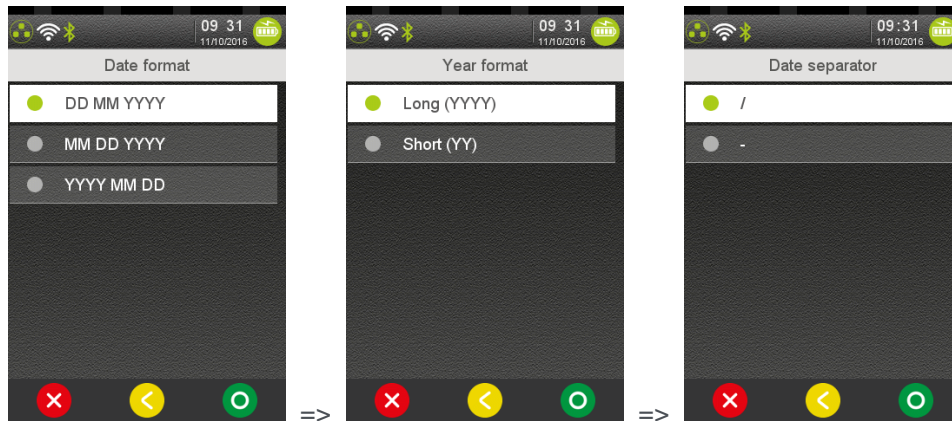 09 31
11/10/2016
Date format
DD MM YYYY
MM DD YYYY
YYYY MM DD
=>
09 31
11/10/2016
Year format
Long (YYYY)
Short (YY)
=>
09:31
11/10/2016
Date separator
/
-